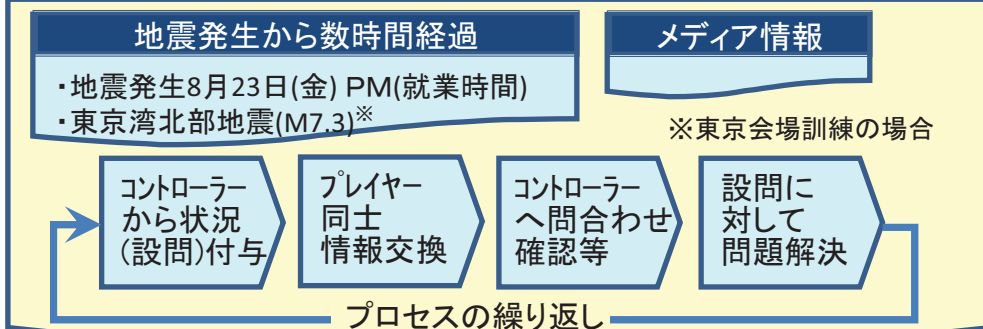 地震発生から数時間経過
・地震発生8月23日(金) PM(就業時間)
・東京湾北部地震(M7.3)※
メディア情報
※東京会場訓練の場合
コントローラー
から状況
(設問)付与
プレイヤー
同士
情報交換
コントローラー
へ問合わせ
確認等
設問に
対して
問題解決
プロセスの繰り返し